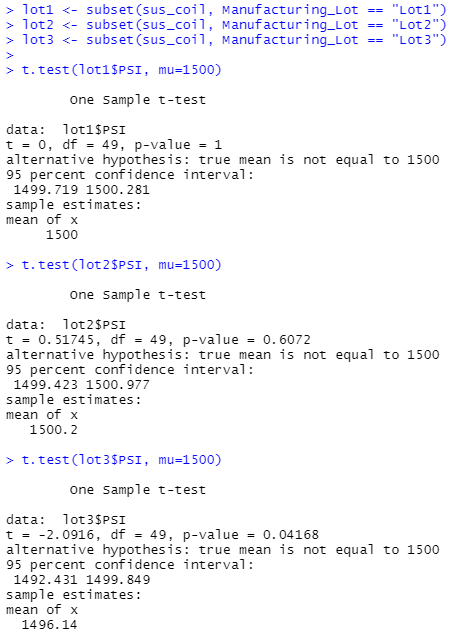 > lot1 <- subset(sus_coil, Manufacturing_Lot == "Lot1")
> lot2 <- subset(sus_coil, Manufacturing_Lot == "Lot2")
> lot3 <- subset(sus_coil, Manufacturing_Lot == "Lot3")
>
> t.test(lot1$PSI, mu=1500)
One Sample t-test
data:  lot1$PSI
t = 0, df = 49, p-value = 1
alternative hypothesis: true mean is not equal to 1500
95 percent confidence interval:
1499.719 1500.281
sample estimates:
mean of x
1500
> t.test(lot2$PSI, mu=1500)
One Sample t-test
data:  lot2$PSI
t = 0.51745, df = 49, p-value = 0.6072
alternative hypothesis: true mean is not equal to 1500
95 percent confidence interval:
1499.423 1500.977
sample estimates:
mean of x
1500.2
> t.test(lot3$PSI, mu=1500)
One Sample t-test
data:  lot3$PSI
t = -2.0916, df = 49, p-value = 0.04168
alternative hypothesis: true mean is not equal to 1500
95 percent confidence interval:
1492.431 1499.849
sample estimates:
mean of x
1496.14